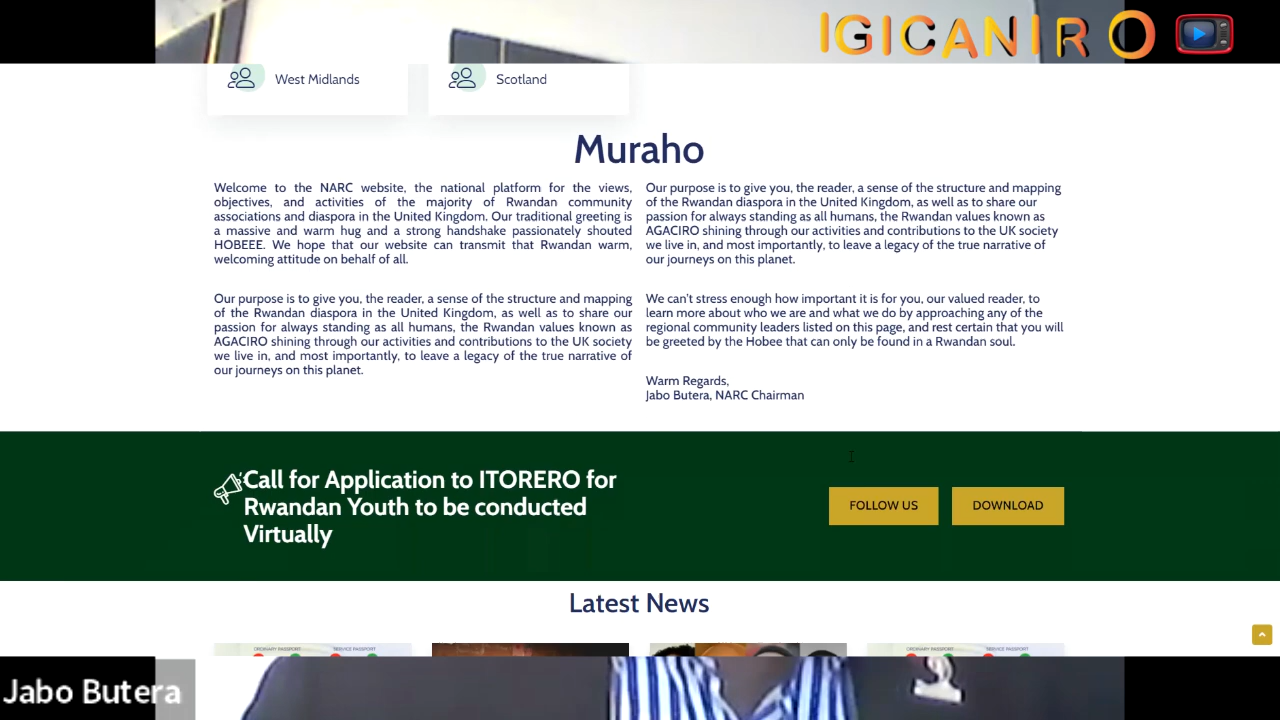 IGICANIRO
West Midlands
Scotland
Muraho
Welcome to the NARC website, the national platform for the views,
objectives, and activities of the majority of Rwandan community
associations and diaspora in the United Kingdom. Our traditional greeting is
a massive and warm hug and a strong handshake passionately shouted
HOBEEE. We hope that our website can transmit that Rwandan warm,
welcoming attitude on behalf of all.
Our purpose is to give you, the reader, a sense of the structure and mapping
of the Rwandan diaspora in the United Kingdom, as well as to share our
passion for always standing as all humans, the Rwandan values known as
AGACIRO shining through our activities and contributions to the UK society
we live in, and most importantly, to leave a legacy of the true narrative of
our journeys on this planet.
Our purpose is to give you, the reader, a sense of the structure and mapping
of the Rwandan diaspora in the United Kingdom, as well as to share our
passion for always standing as all humans, the Rwandan values known as
AGACIRO shining through our activities and contributions to the UK society
we live in, and most importantly, to leave a legacy of the true narrative of
our journeys on this planet.
We can't stress enough how important it is for you, our valued reader, to
learn more about who we are and what we do by approaching any of the
regional community leaders listed on this page, and rest certain that you will
be greeted by the Hobee that can only be found in a Rwandan soul.
Warm Regards,
Jabo Butera, NARC Chairman
Call for Application to ITORERO for
Rwandan Youth to be conducted
Virtually
FOLLOW US
DOWNLOAD
Latest News
ORDINARY PASSPORT
SERVICE PASSPORT
ORDINARY PASSPORT
SERVICE PASSPORT
Jabo Butera